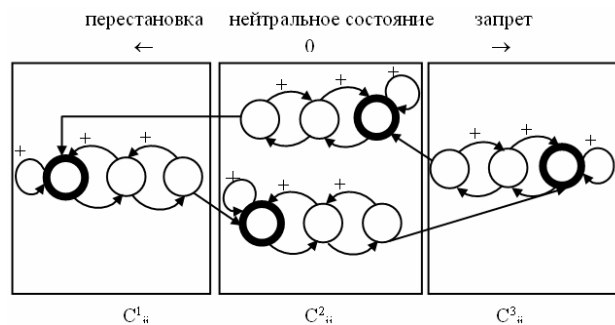 перестановка нейтральное состояние запрет
← 0 →
+ + +
+ + +
+ + +
+ + +
C¹ᵢⱼ C²ᵢⱼ C³ᵢⱼ